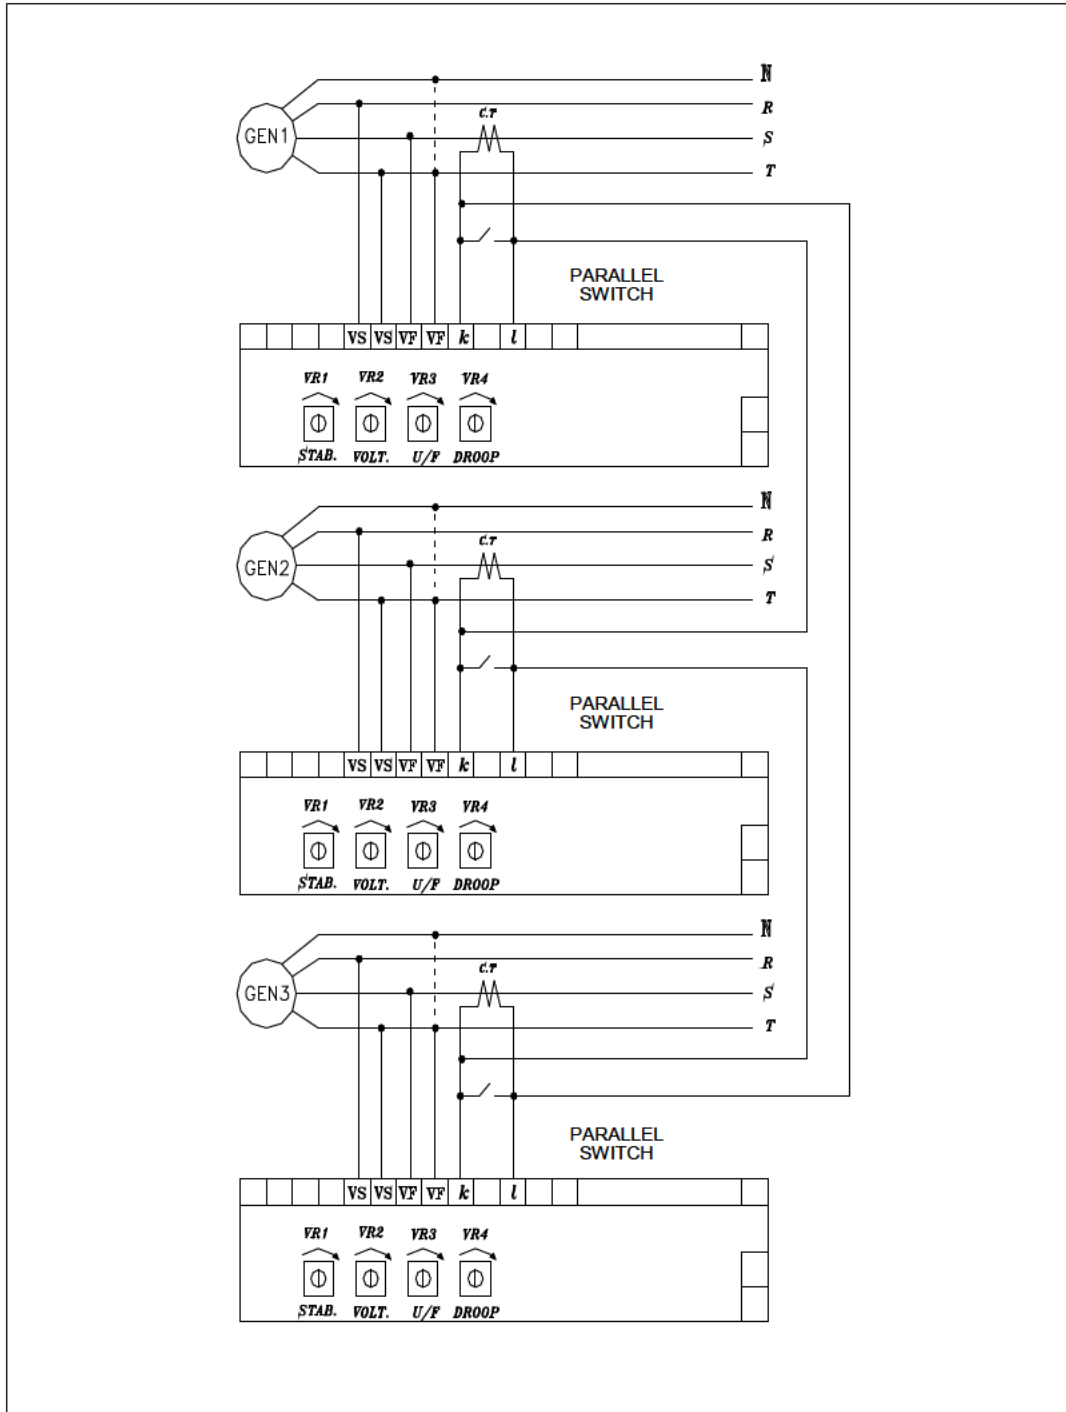 N
R
GEN1
C.T
S
T
PARALLEL
SWITCH
VS VS VF VF k l
VR1 VR2 VR3 VR4
STAB. VOLT. U/F DROOP
N
R
GEN2
C.T
S
T
PARALLEL
SWITCH
VS VS VF VF k l
VR1 VR2 VR3 VR4
STAB. VOLT. U/F DROOP
N
R
GEN3
C.T
S
T
PARALLEL
SWITCH
VS VS VF VF k l
VR1 VR2 VR3 VR4
STAB. VOLT. U/F DROOP